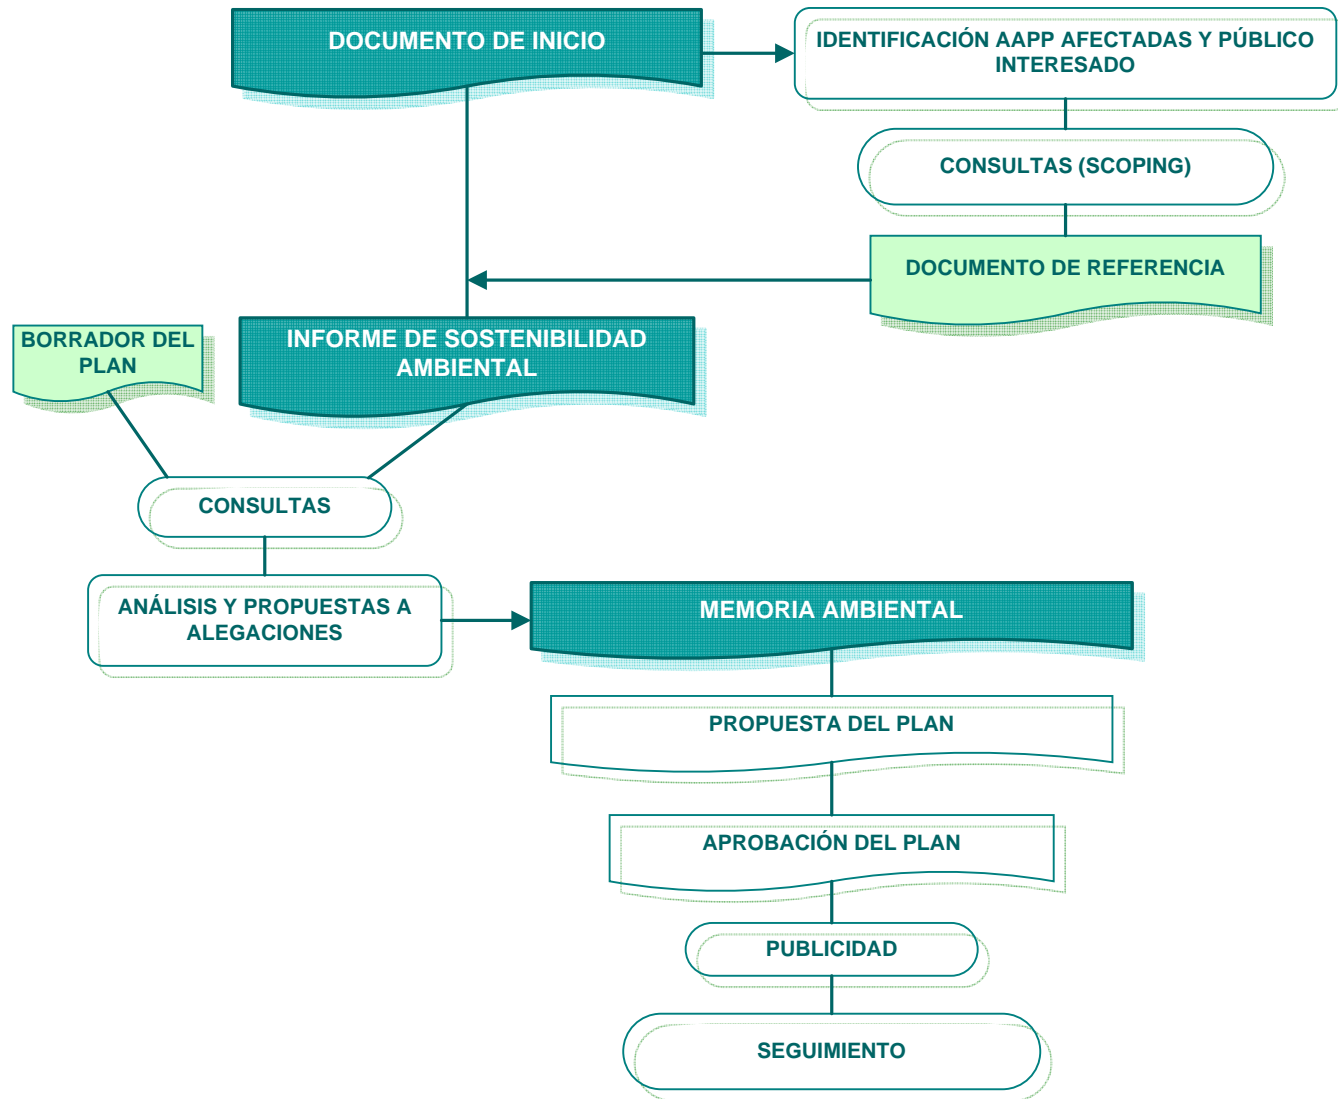 DOCUMENTO DE INICIO
IDENTIFICACIÓN AAPP AFECTADAS Y PÚBLICO
INTERESADO
CONSULTAS (SCOPING)
DOCUMENTO DE REFERENCIA
BORRADOR DEL
PLAN
INFORME DE SOSTENIBILIDAD
AMBIENTAL
CONSULTAS
ANÁLISIS Y PROPUESTAS A
ALEGACIONES
MEMORIA AMBIENTAL
PROPUESTA DEL PLAN
APROBACIÓN DEL PLAN
PUBLICIDAD
SEGUIMIENTO